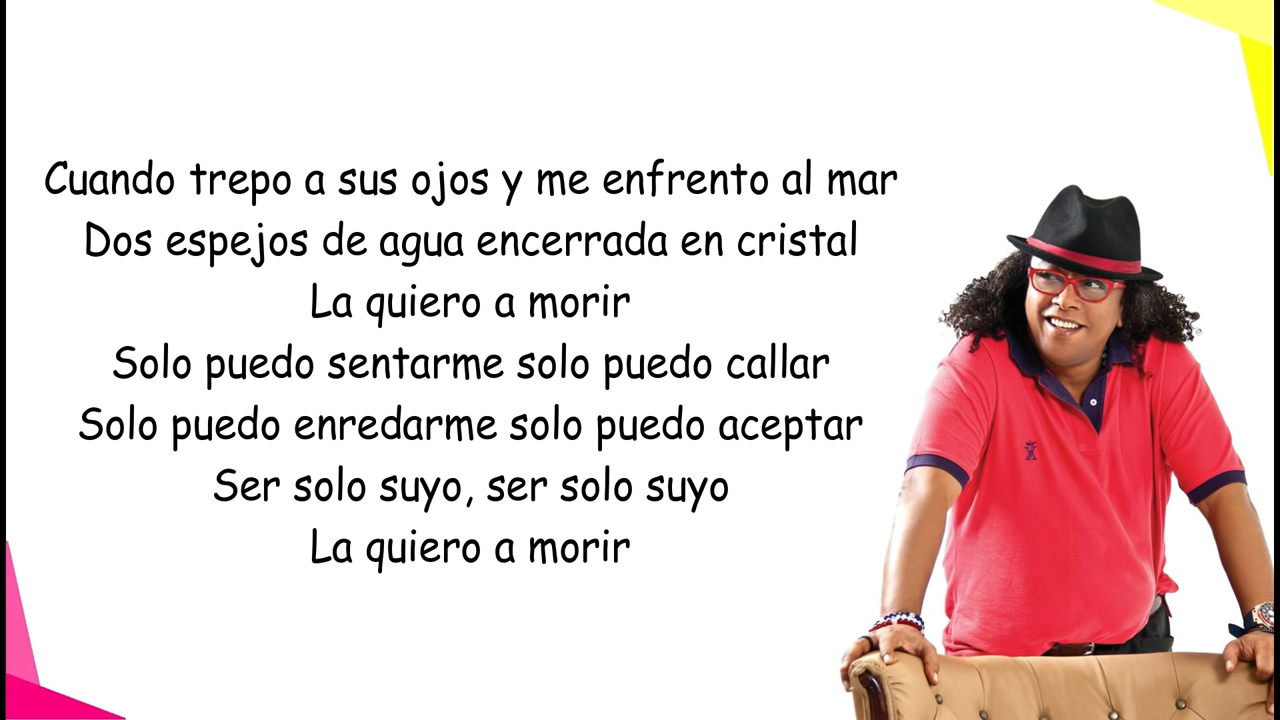 Cuando trepo a sus ojos y me enfrento al mar
Dos espejos de agua encerrada en cristal
La quiero a morir
Solo puedo sentarme solo puedo callar
Solo puedo enredarme solo puedo aceptar
Ser solo suyo, ser solo suyo
La quiero a morir